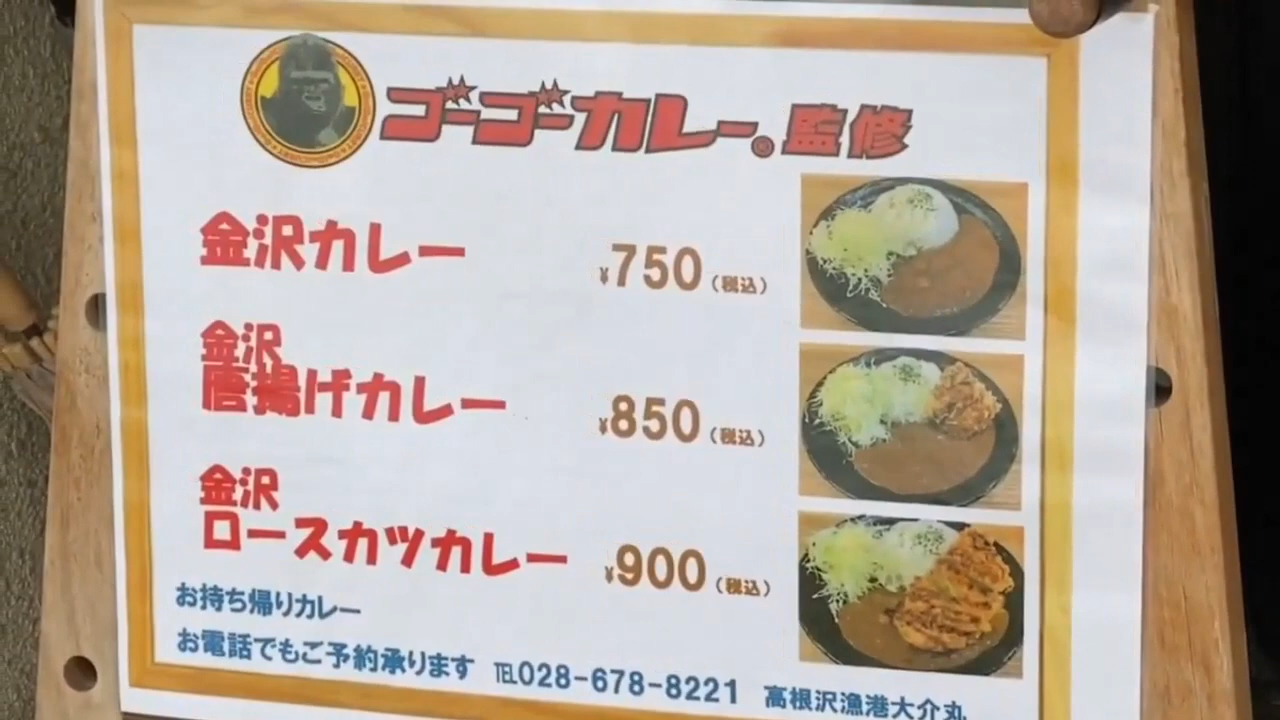 ゴーゴーカレー®監修
金沢カレー
¥750(税込)
金沢
唐揚げカレー
¥850(税込)
金沢
ロースカツカレー
¥900(税込)
お持ち帰りカレー
お電話でもご予約承ります ℡028-678-8221 高根沢漁港大介丸